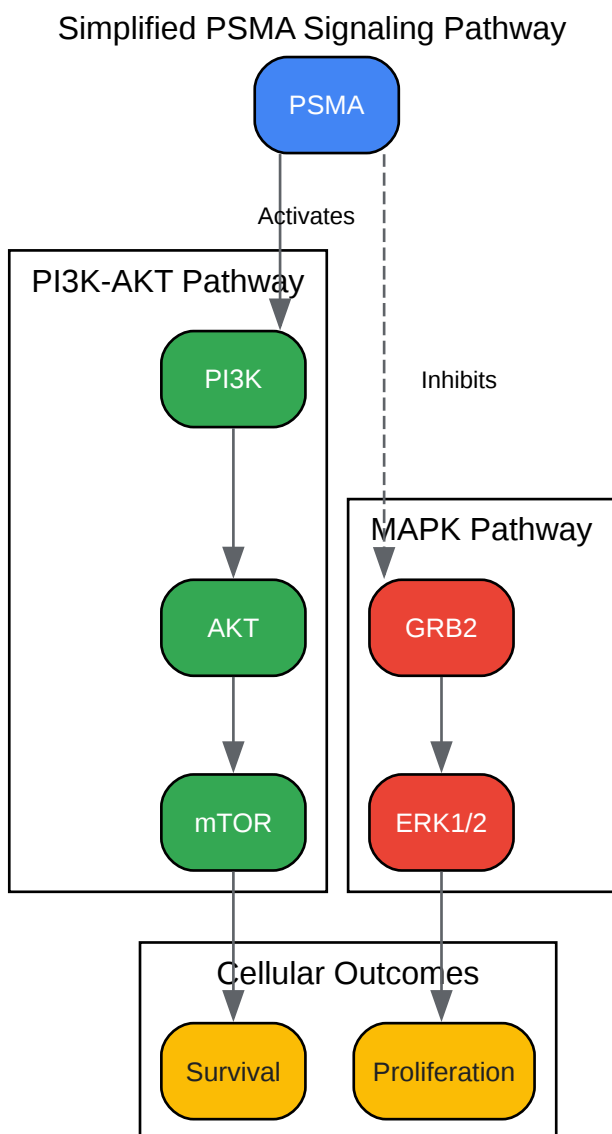 Simplified PSMA Signaling Pathway
PSMA
Activates
PI3K-AKT Pathway
PI3K
Inhibits
MAPK Pathway
AKT
GRB2
mTOR
ERK1/2
Cellular Outcomes
Survival
Proliferation